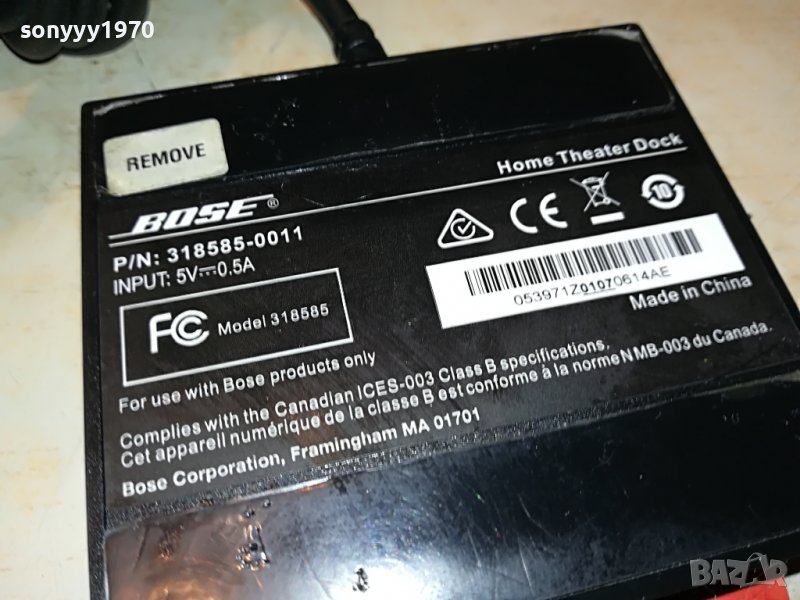 sonyyy1970
REMOVE
Home Theater Dock
BOSE ®
P/N: 318585-0011
INPUT: 5V⎓0.5A
CE
10
053971Z01070614AE
Made in China
FC Model 318585
For use with Bose products only
Complies with the Canadian ICES-003 Class B specifications.
Cet appareil numérique de la classe B est conforme à la norme NMB-003 du Canada.
Bose Corporation, Framingham MA 01701
BAZAR